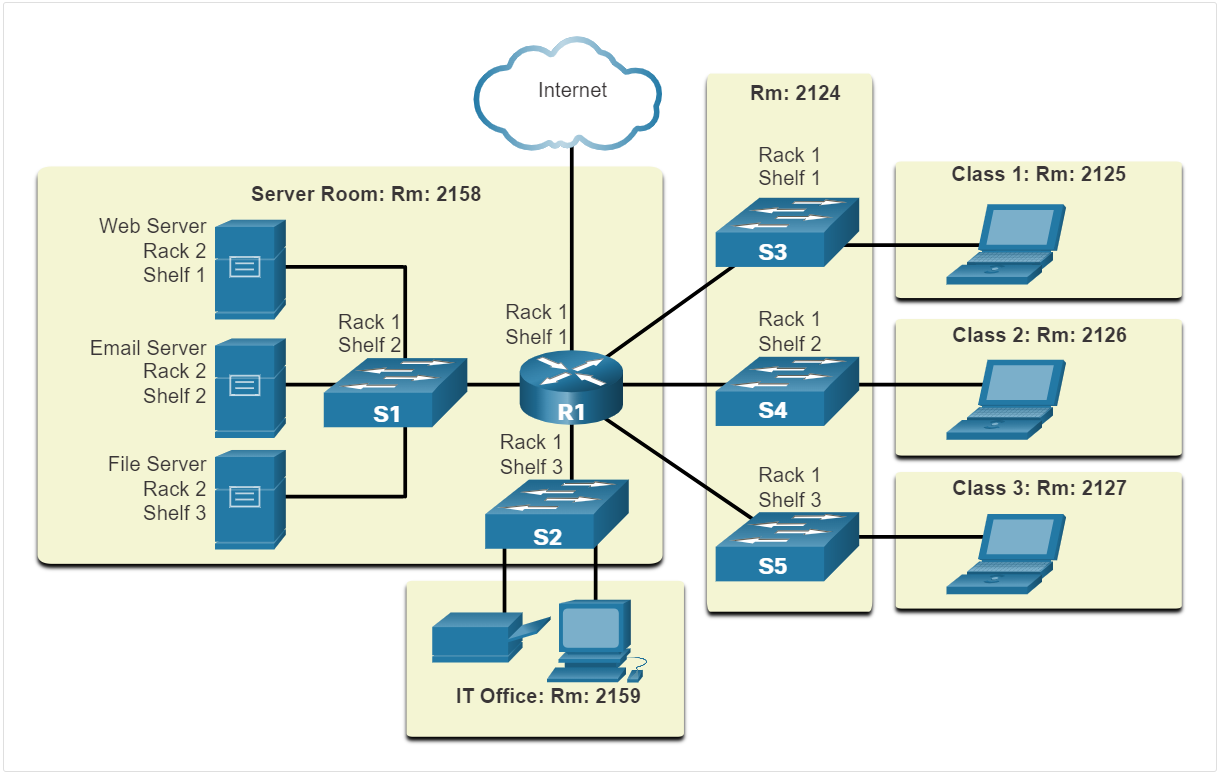 Internet
Server Room: Rm: 2158
Web Server
Rack 2
Shelf 1
Email Server
Rack 2
Shelf 2
File Server
Rack 2
Shelf 3
Rack 1
Shelf 2
S1
Rack 1
Shelf 1
R1
Rack 1
Shelf 3
S2
IT Office: Rm: 2159
Rm: 2124
Rack 1
Shelf 1
S3
Rack 1
Shelf 2
S4
Rack 1
Shelf 3
S5
Class 1: Rm: 2125
Class 2: Rm: 2126
Class 3: Rm: 2127